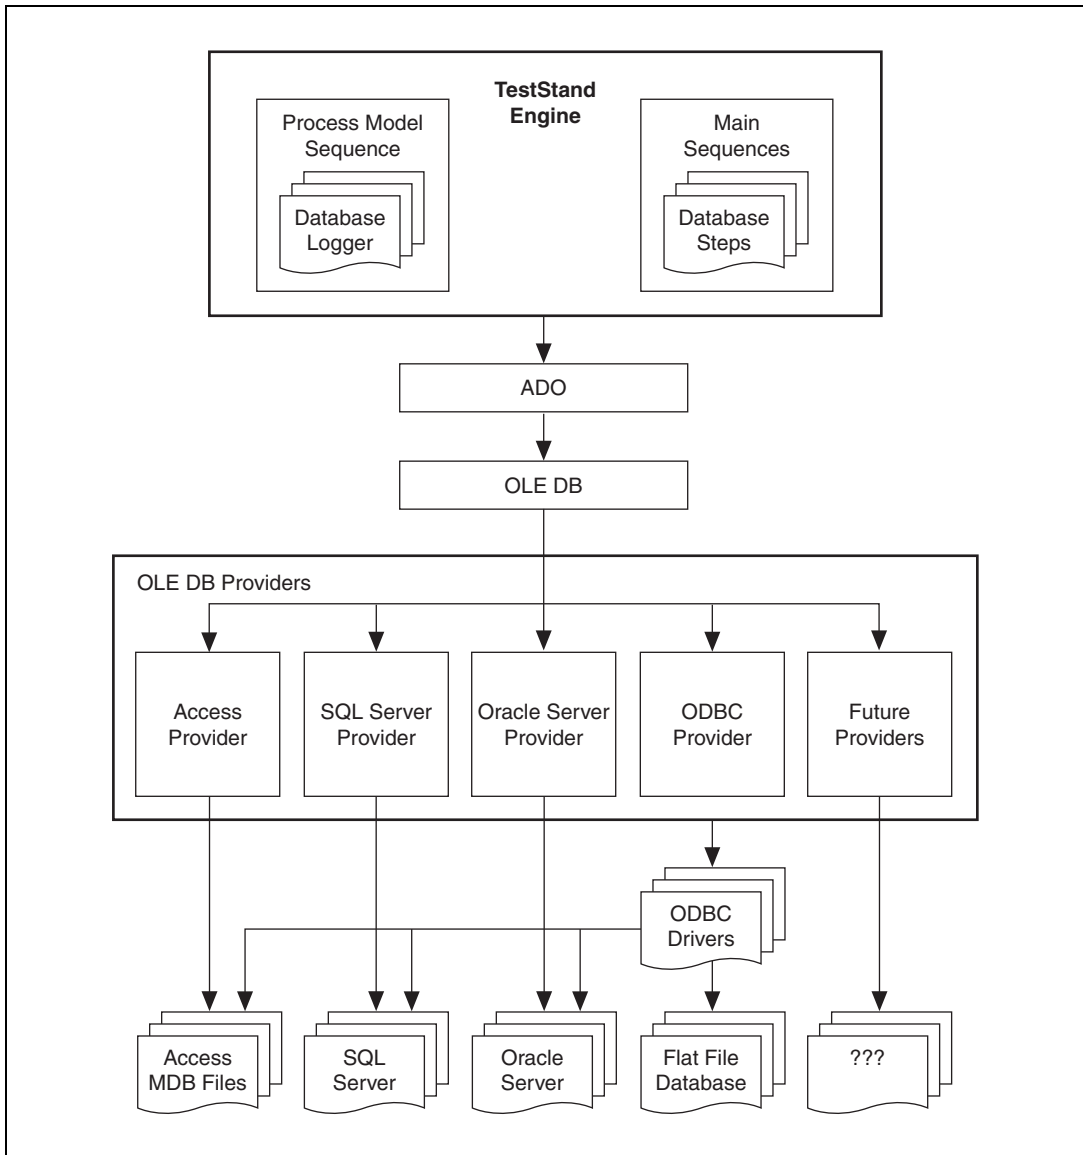 TestStand
Engine
Process Model
Sequence
Database
Logger
Main
Sequences
Database
Steps
ADO
OLE DB
OLE DB Providers
Access
Provider
SQL Server
Provider
Oracle Server
Provider
ODBC
Provider
Future
Providers
ODBC
Drivers
Access
MDB Files
SQL
Server
Oracle
Server
Flat File
Database
???